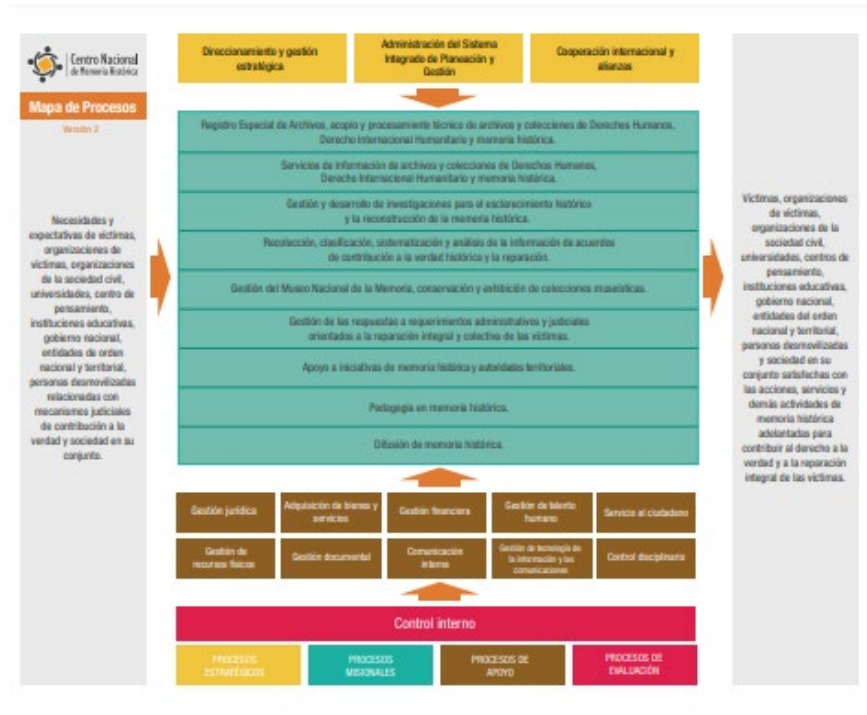 Centro Nacional
de Memoria Histórica
Mapa de Procesos
Versión 2
Necesidades y
expectativas de víctimas,
organizaciones de
víctimas, organizaciones
de la sociedad civil,
universidades, centro de
pensamiento,
instituciones educativas,
gobierno nacional,
entidades de orden
nacional y territorial,
personas desmovilizadas
relacionadas con
mecanismos judiciales
de contribución a la
verdad y sociedad en su
conjunto.
Direccionamiento y gestión
estratégica
Administración del Sistema
Integrado de Planeación y
Gestión
Cooperación internacional y
alianzas
Registro Especial de Archivos, acopio y procesamiento técnico de archivos y colecciones de Derechos Humanos,
Derecho Internacional Humanitario y memoria histórica.
Servicios de información de archivos y colecciones de Derechos Humanos,
Derecho Internacional Humanitario y memoria histórica.
Gestión y desarrollo de investigaciones para el esclarecimiento histórico
y la reconstrucción de la memoria histórica.
Recolección, clasificación, sistematización y análisis de la información de acuerdos
de contribución a la verdad histórica y la reparación.
Gestión del Museo Nacional de la Memoria, conservación y exhibición de colecciones museísticas.
Gestión de las respuestas a requerimientos administrativos y judiciales
orientados a la reparación integral y colectiva de las víctimas.
Apoyo a iniciativas de memoria histórica y autoridades territoriales.
Pedagogía en memoria histórica.
Difusión de memoria histórica.
Gestión jurídica
Adquisición de bienes y
servicios
Gestión financiera
Gestión de talento
humano
Servicio al ciudadano
Gestión de
recursos físicos
Gestión documental
Comunicación
interna
Gestión de tecnología de
la información y las
comunicaciones
Control disciplinario
Control interno
PROCESOS
ESTRATÉGICOS
PROCESOS
MISIONALES
PROCESOS DE
APOYO
PROCESOS DE
EVALUACIÓN
Víctimas, organizaciones
de víctimas,
organizaciones de la
sociedad civil,
universidades, centros de
pensamiento,
instituciones educativas,
gobierno nacional,
entidades del orden
nacional y territorial,
personas desmovilizadas
y sociedad en su
conjunto satisfechas con
las acciones, servicios y
demás actividades de
memoria histórica
adelantadas para
contribuir al derecho a la
verdad y a la reparación
integral de las víctimas.